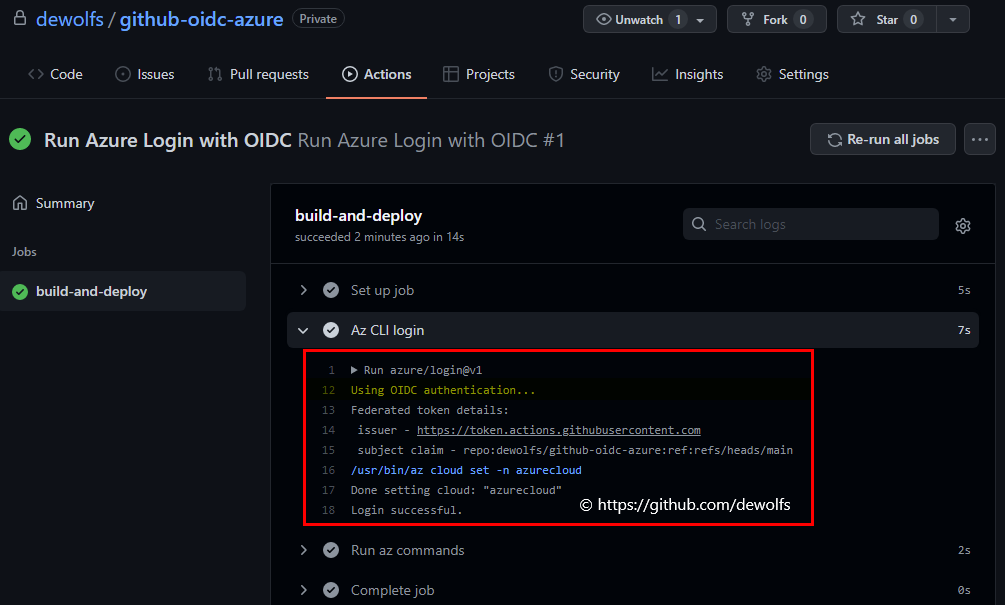 dewolfs / github-oidc-azure Private
Unwatch 1 Fork 0 Star 0
Code Issues Pull requests Actions Projects Security Insights Settings
Run Azure Login with OIDC Run Azure Login with OIDC #1
Re-run all jobs
Summary
Jobs
build-and-deploy
build-and-deploy
succeeded 2 minutes ago in 14s
Search logs
Set up job 5s
Az CLI login 7s
1 Run azure/login@v1
12 Using OIDC authentication...
13 Federated token details:
14 issuer - https://token.actions.githubusercontent.com
15 subject claim - repo:dewolfs/github-oidc-azure:ref:refs/heads/main
16 /usr/bin/az cloud set -n azurecloud
17 Done setting cloud: "azurecloud"
18 Login successful.
© https://github.com/dewolfs
Run az commands 2s
Complete job 0s